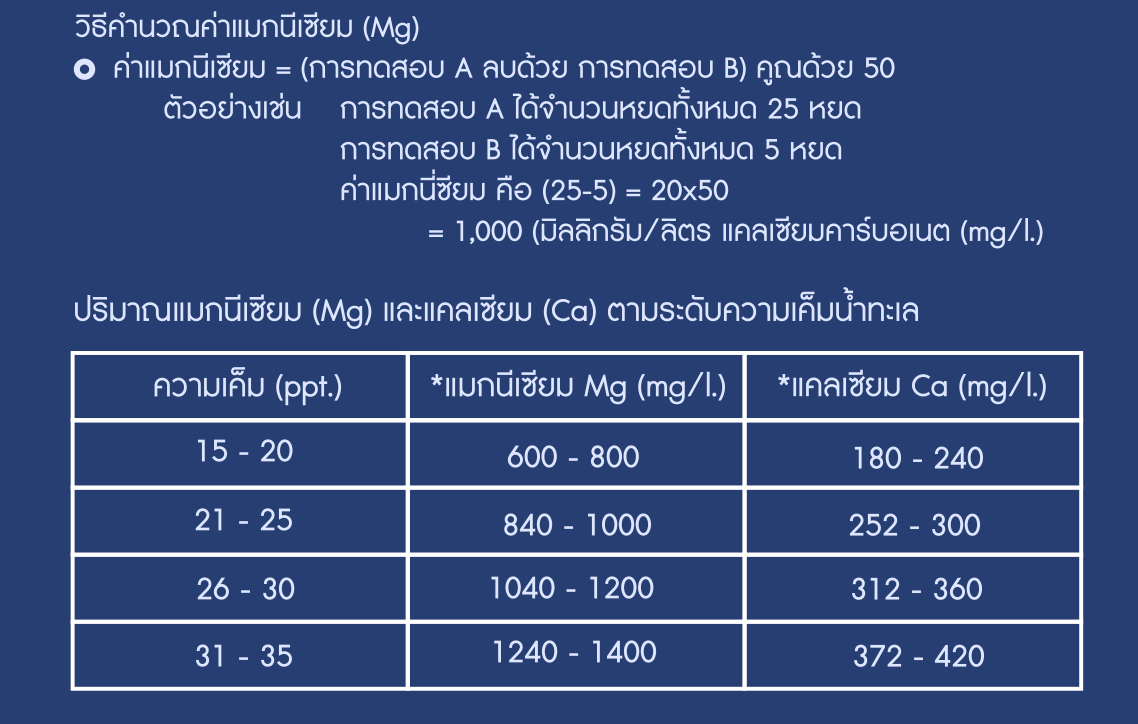 วิธีคำนวณค่าแมกนีเซียม (Mg)
ค่าแมกนีเซียม = (การทดสอบ A ลบด้วย การทดสอบ B) คูณด้วย 50
ตัวอย่างเช่น การทดสอบ A ได้จำนวนหยดทั้งหมด 25 หยด
การทดสอบ B ได้จำนวนหยดทั้งหมด 5 หยด
ค่าแมกนี่ซียม คือ (25-5) = 20x50
= 1,000 (มิลลิกรัม/ลิตร แคลเซียมคาร์บอเนต (mg/l.)
ปริมาณแมกนีเซียม (Mg) และแคลเซียม (Ca) ตามระดับความเค็มน้ำทะเล
ความเค็ม (ppt.) *แมกนีเซียม Mg (mg/l.) *แคลเซียม Ca (mg/l.)
15 - 20 600 - 800 180 - 240
21 - 25 840 - 1000 252 - 300
26 - 30 1040 - 1200 312 - 360
31 - 35 1240 - 1400 372 - 420